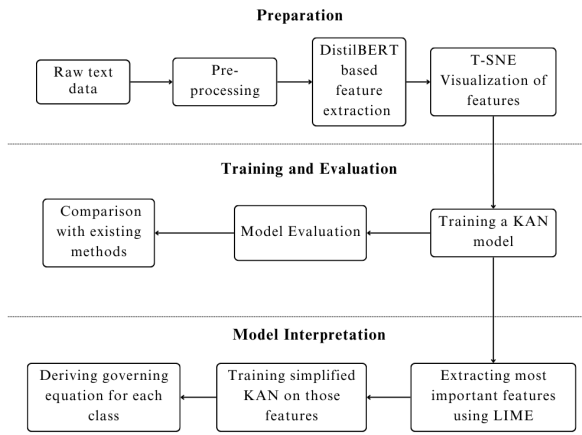 Preparation
Raw text
data
Pre-
processing
DistilBERT
based
feature
extraction
T-SNE
Visualization of
features
Training and Evaluation
Comparison
with existing
methods
Model Evaluation
Training a KAN
model
Model Interpretation
Deriving governing
equation for each
class
Training simplified
KAN on those
features
Extracting most
important features
using LIME